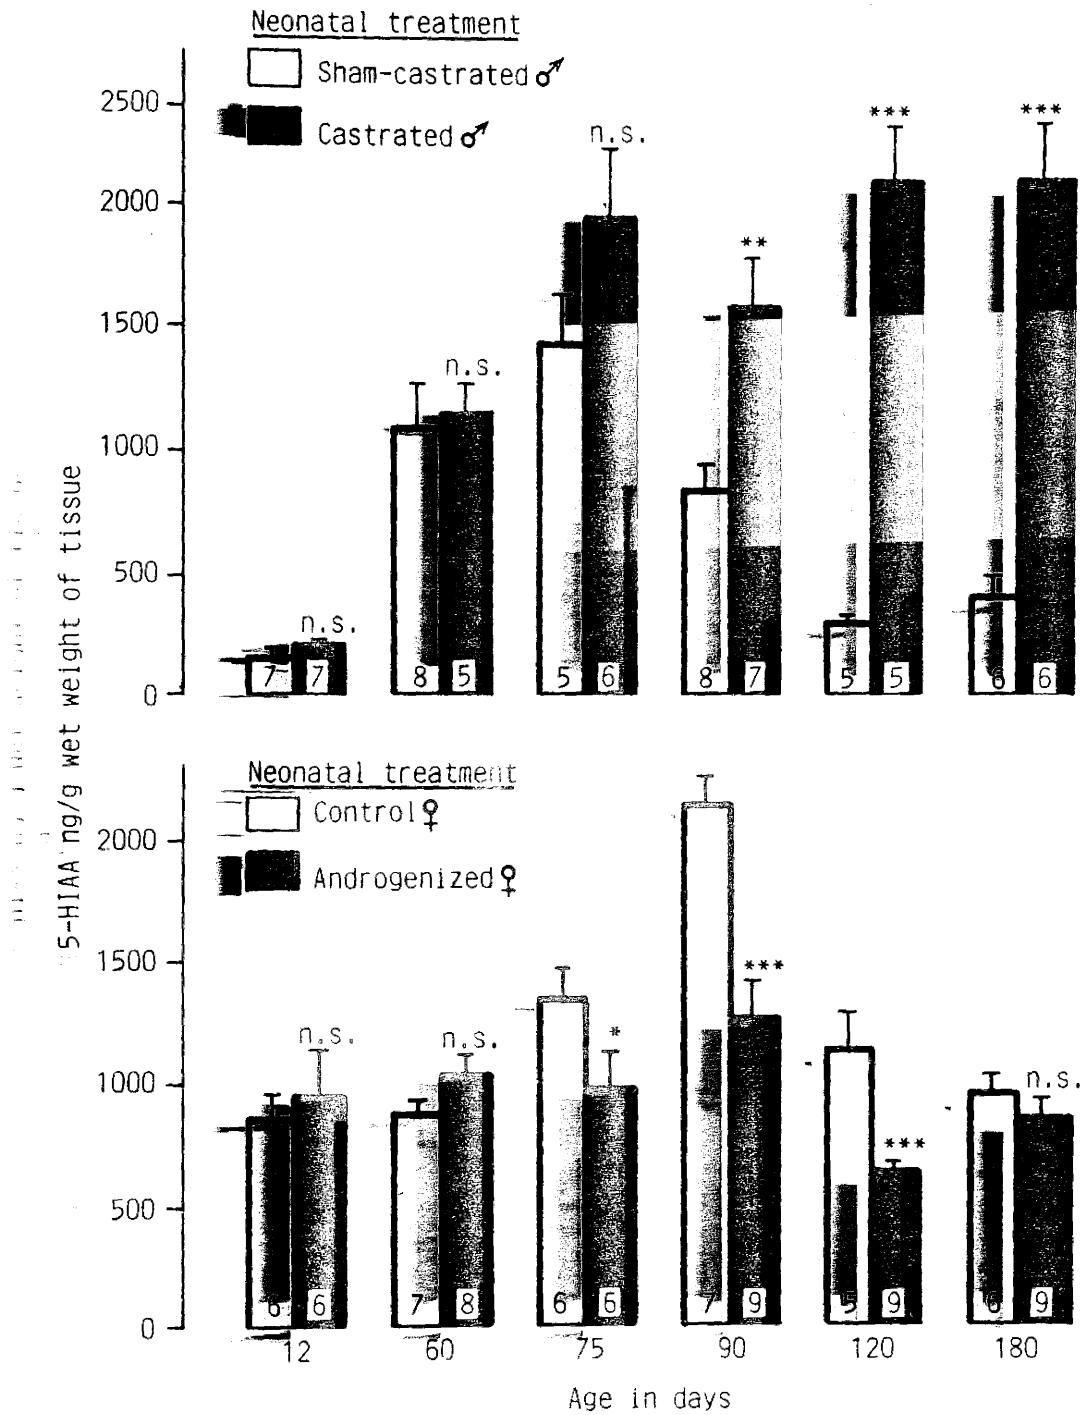 Neonatal treatment
Sham-castrated ♂
Castrated ♂
2500
2000
1500
1000
500
0
n.s.
n.s.
n.s.
**
***
***
7 7 8 5 5 6 8 7 5 5 6 6
5-HIAA ng/g wet weight of tissue
Neonatal treatment
Control ♀
Androgenized ♀
2000
1500
1000
500
0
n.s.
n.s.
*
***
***
n.s.
6 6 7 8 6 6 7 9 5 9 6 9
12 60 75 90 120 180
Age in days